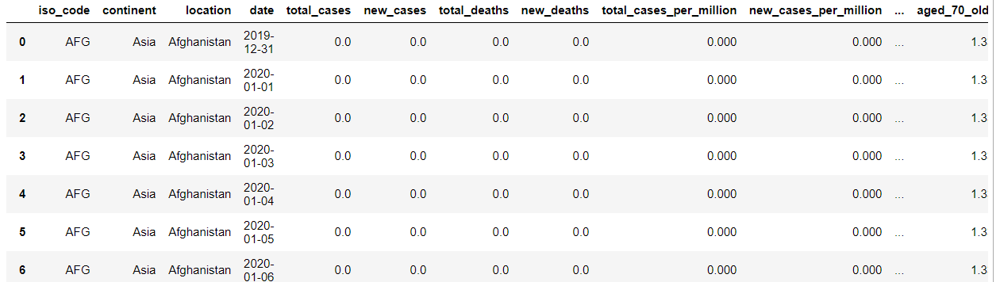 iso_code continent location date total_cases new_cases total_deaths new_deaths total_cases_per_million new_cases_per_million ... aged_70_old
0 AFG Asia Afghanistan 2019-
12-31 0.0 0.0 0.0 0.0 0.000 0.000 ... 1.3
1 AFG Asia Afghanistan 2020-
01-01 0.0 0.0 0.0 0.0 0.000 0.000 ... 1.3
2 AFG Asia Afghanistan 2020-
01-02 0.0 0.0 0.0 0.0 0.000 0.000 ... 1.3
3 AFG Asia Afghanistan 2020-
01-03 0.0 0.0 0.0 0.0 0.000 0.000 ... 1.3
4 AFG Asia Afghanistan 2020-
01-04 0.0 0.0 0.0 0.0 0.000 0.000 ... 1.3
5 AFG Asia Afghanistan 2020-
01-05 0.0 0.0 0.0 0.0 0.000 0.000 ... 1.3
6 AFG Asia Afghanistan 2020-
01-06 0.0 0.0 0.0 0.0 0.000 0.000 ... 1.3